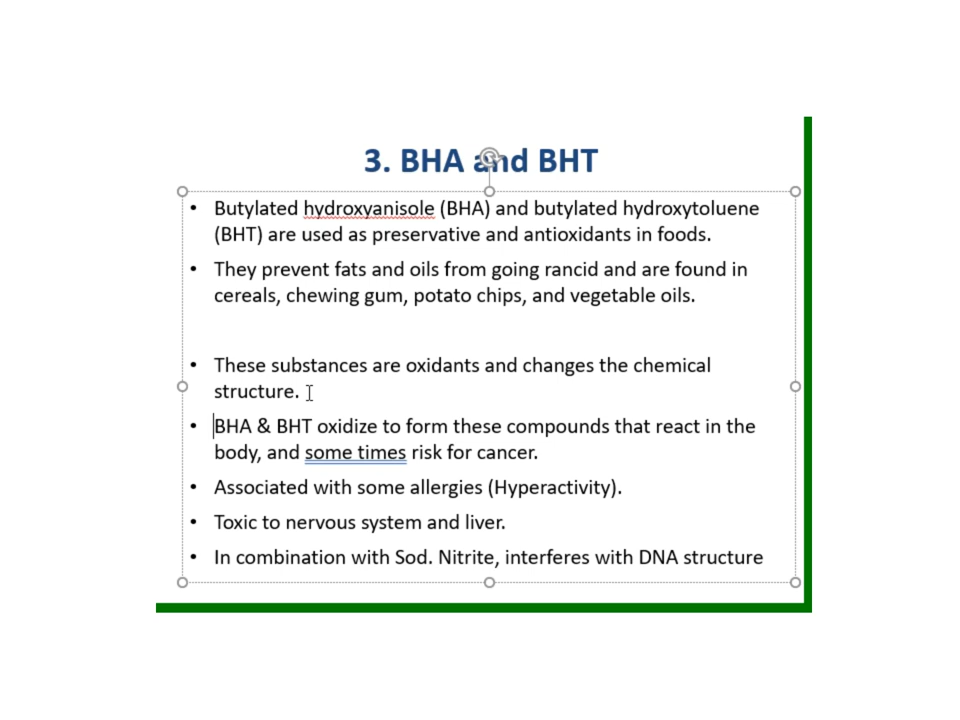 3. BHA and BHT
• Butylated hydroxyanisole (BHA) and butylated hydroxytoluene
(BHT) are used as preservative and antioxidants in foods.
• They prevent fats and oils from going rancid and are found in
cereals, chewing gum, potato chips, and vegetable oils.
• These substances are oxidants and changes the chemical
structure.
• BHA & BHT oxidize to form these compounds that react in the
body, and some times risk for cancer.
• Associated with some allergies (Hyperactivity).
• Toxic to nervous system and liver.
• In combination with Sod. Nitrite, interferes with DNA structure